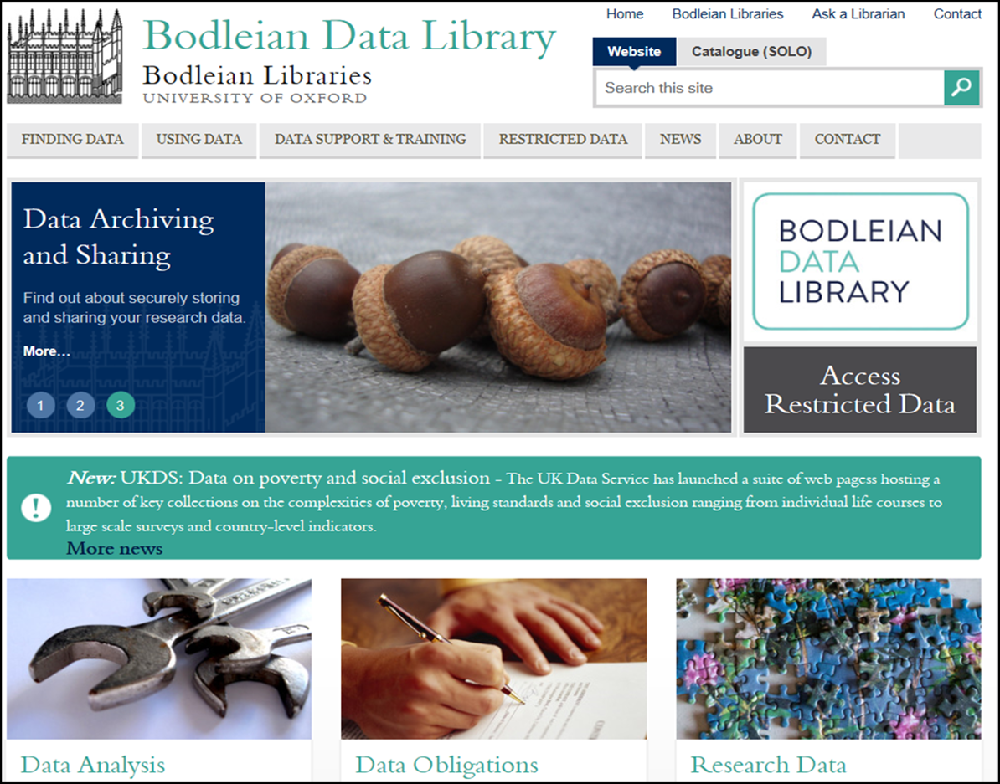 Home Bodleian Libraries Ask a Librarian Contact
Bodleian Data Library
Bodleian Libraries
UNIVERSITY OF OXFORD
Website Catalogue (SOLO)
Search this site
FINDING DATA USING DATA DATA SUPPORT & TRAINING RESTRICTED DATA NEWS ABOUT CONTACT
Data Archiving
and Sharing
Find out about securely storing
and sharing your research data.
More...
1 2 3
BODLEIAN
DATA
LIBRARY
Access
Restricted Data
New: UKDS: Data on poverty and social exclusion - The UK Data Service has launched a suite of web pagess hosting a
number of key collections on the complexities of poverty, living standards and social exclusion ranging from individual life courses to
large scale surveys and country-level indicators.
More news
Data Analysis Data Obligations Research Data